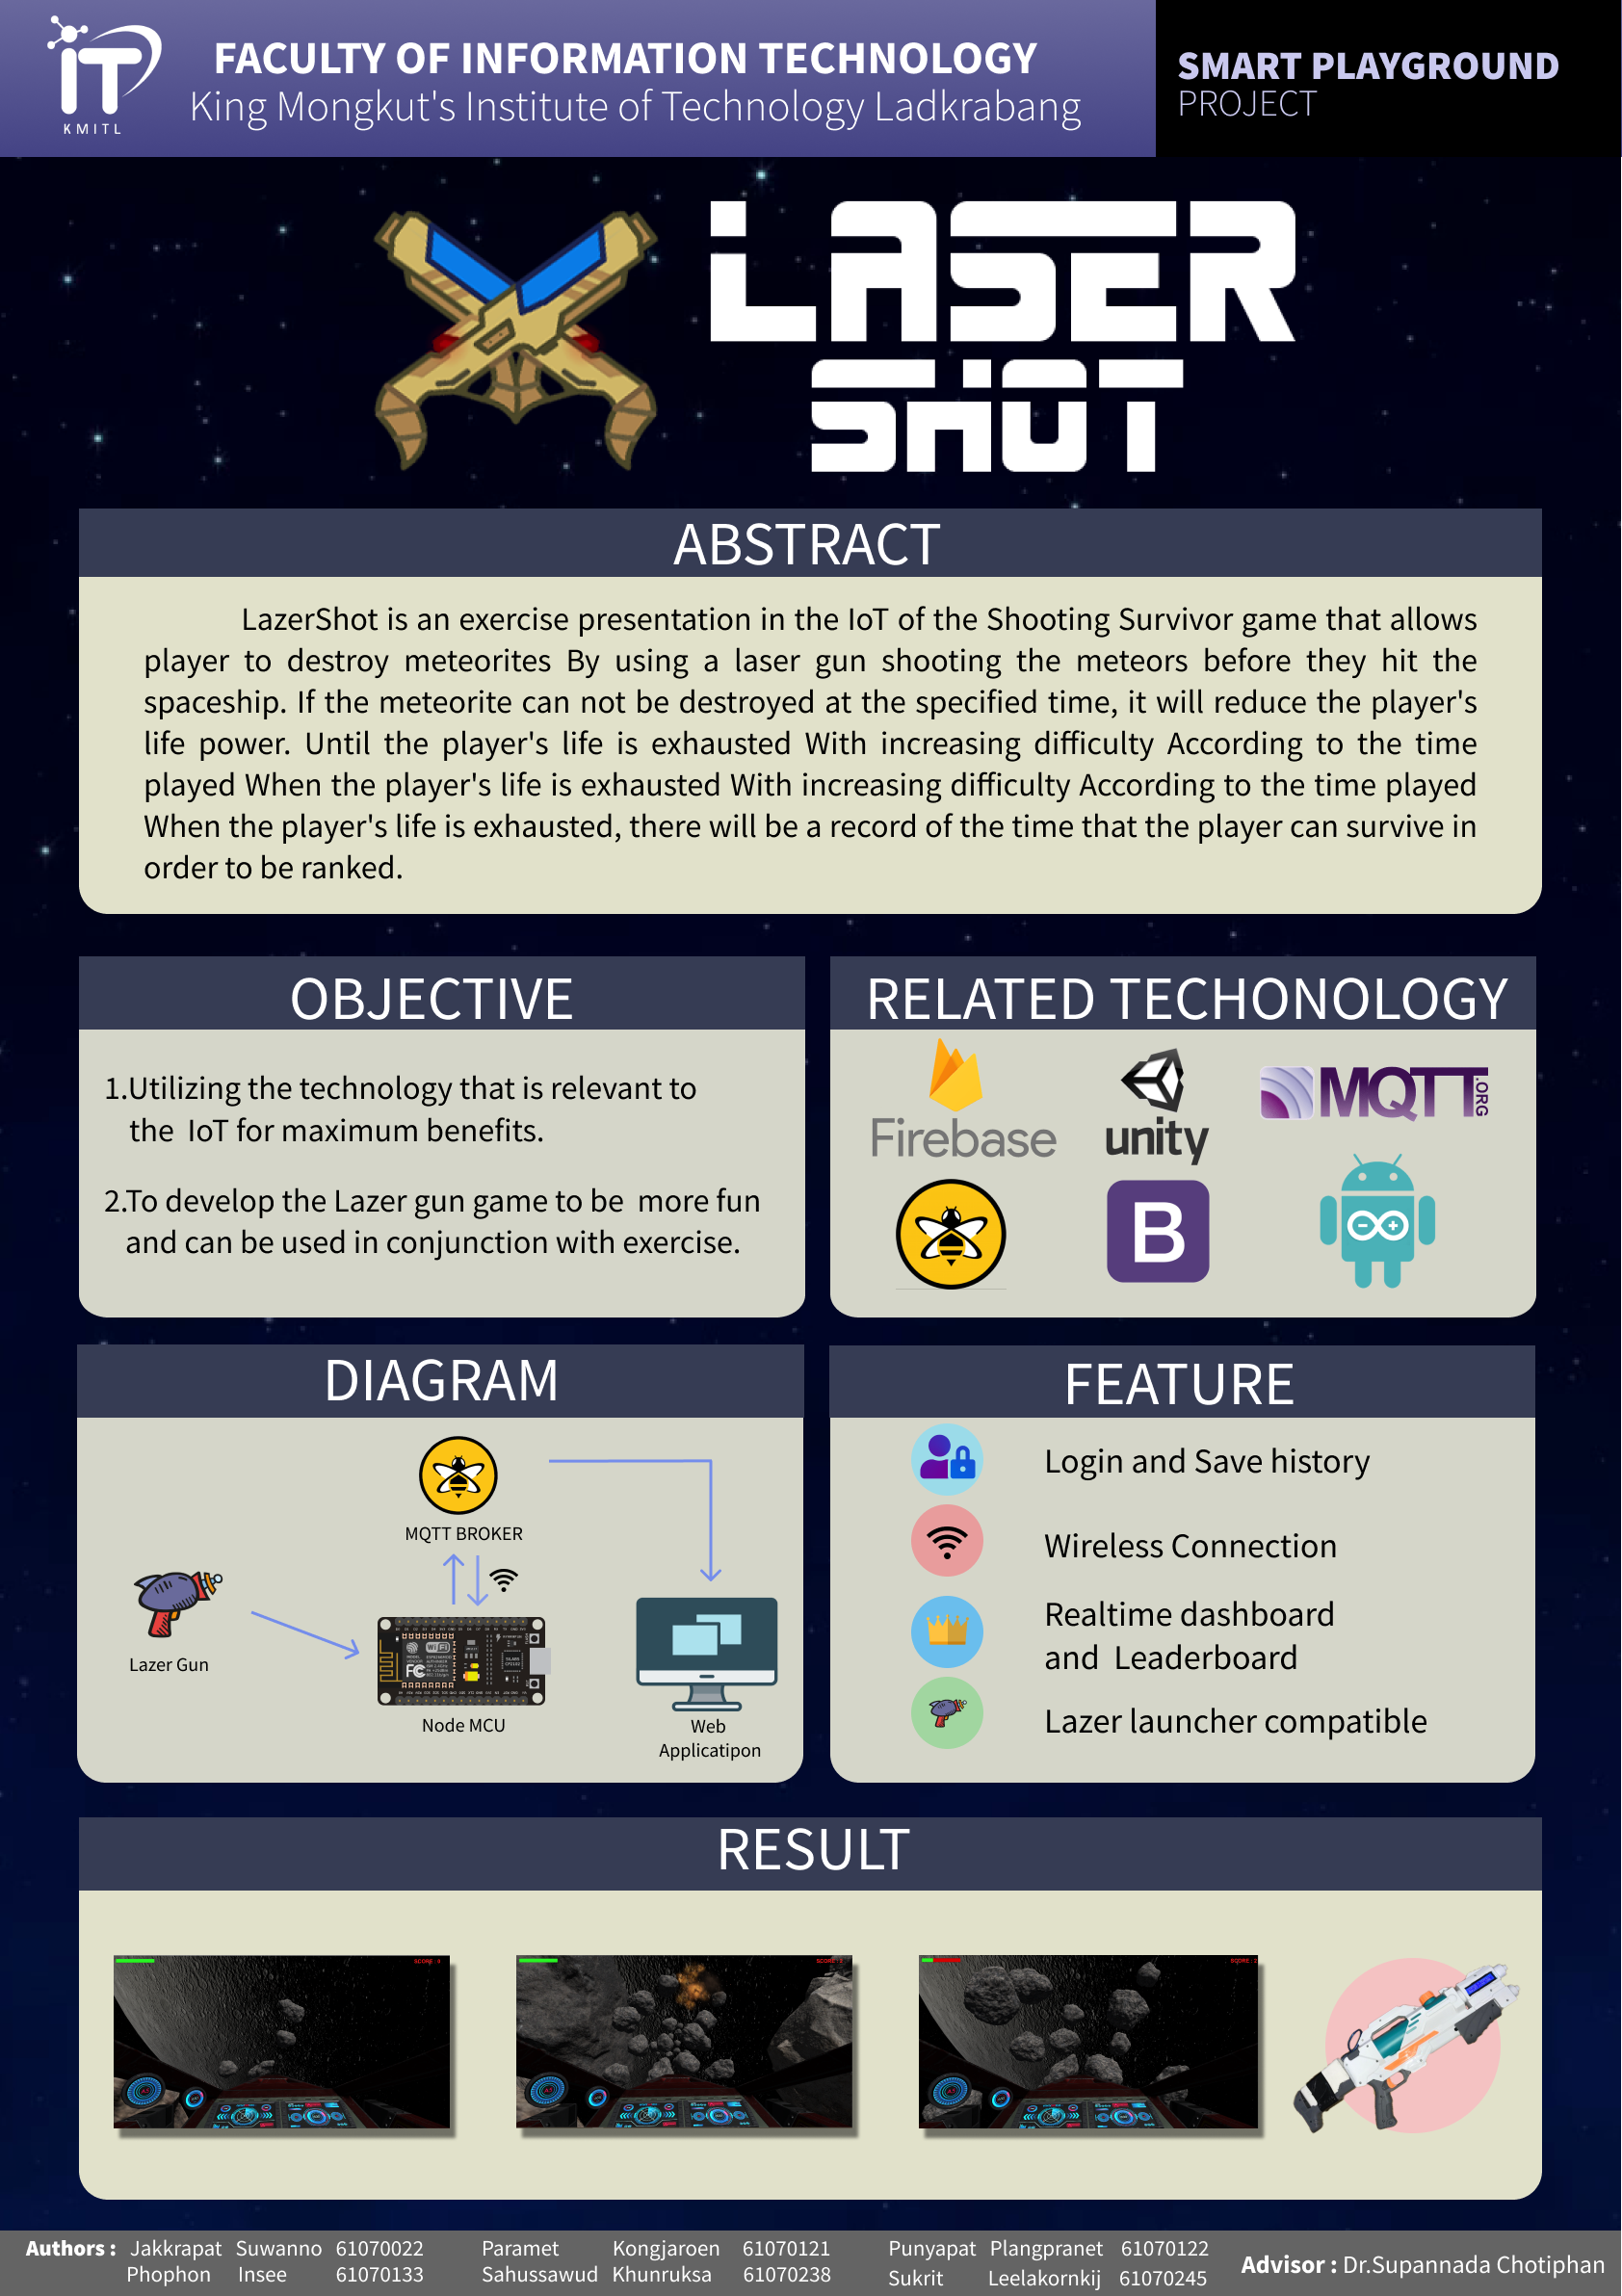 iT
KMITL
FACULTY OF INFORMATION TECHNOLOGY
King Mongkut's Institute of Technology Ladkrabang
SMART PLAYGROUND
PROJECT
LASER
SHOT
ABSTRACT
LazerShot is an exercise presentation in the IoT of the Shooting Survivor game that allows
player to destroy meteorites By using a laser gun shooting the meteors before they hit the
spaceship. If the meteorite can not be destroyed at the specified time, it will reduce the player's
life power. Until the player's life is exhausted With increasing difficulty According to the time
played When the player's life is exhausted With increasing difficulty According to the time played
When the player's life is exhausted, there will be a record of the time that the player can survive in
order to be ranked.
OBJECTIVE
1.Utilizing the technology that is relevant to
the IoT for maximum benefits.
2.To develop the Lazer gun game to be more fun
and can be used in conjunction with exercise.
RELATED TECHONOLOGY
Firebase
unity
MQTT.ORG
B
DIAGRAM
MQTT BROKER
Lazer Gun
WiFi
FC
Node MCU
Web
Applicatipon
FEATURE
Login and Save history
Wireless Connection
Realtime dashboard
and Leaderboard
Lazer launcher compatible
RESULT
SCORE
SCORE
SCORE
Authors : Jakkrapat Suwanno 61070022
Phophon Insee 61070133
Paramet Kongjaroen 61070121
Sahussawud Khunruksa 61070238
Punyapat Plangpranet 61070122
Sukrit Leelakornkij 61070245
Advisor : Dr.Supannada Chotiphan